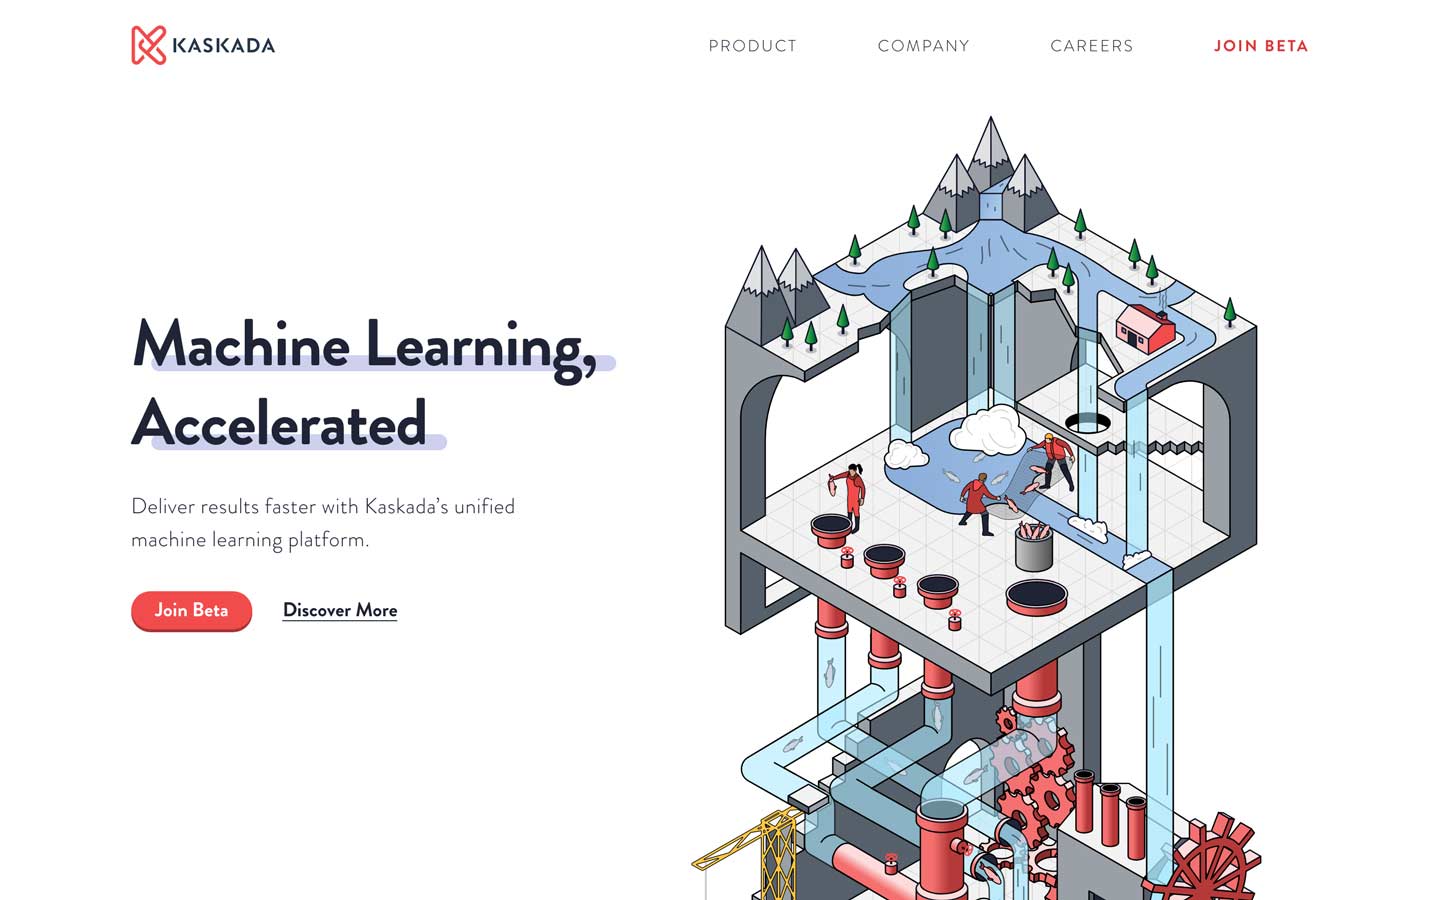 KASKADA
PRODUCT
COMPANY
CAREERS
JOIN BETA
Machine Learning,
Accelerated
Deliver results faster with Kaskada’s unified
machine learning platform.
Join Beta
Discover More